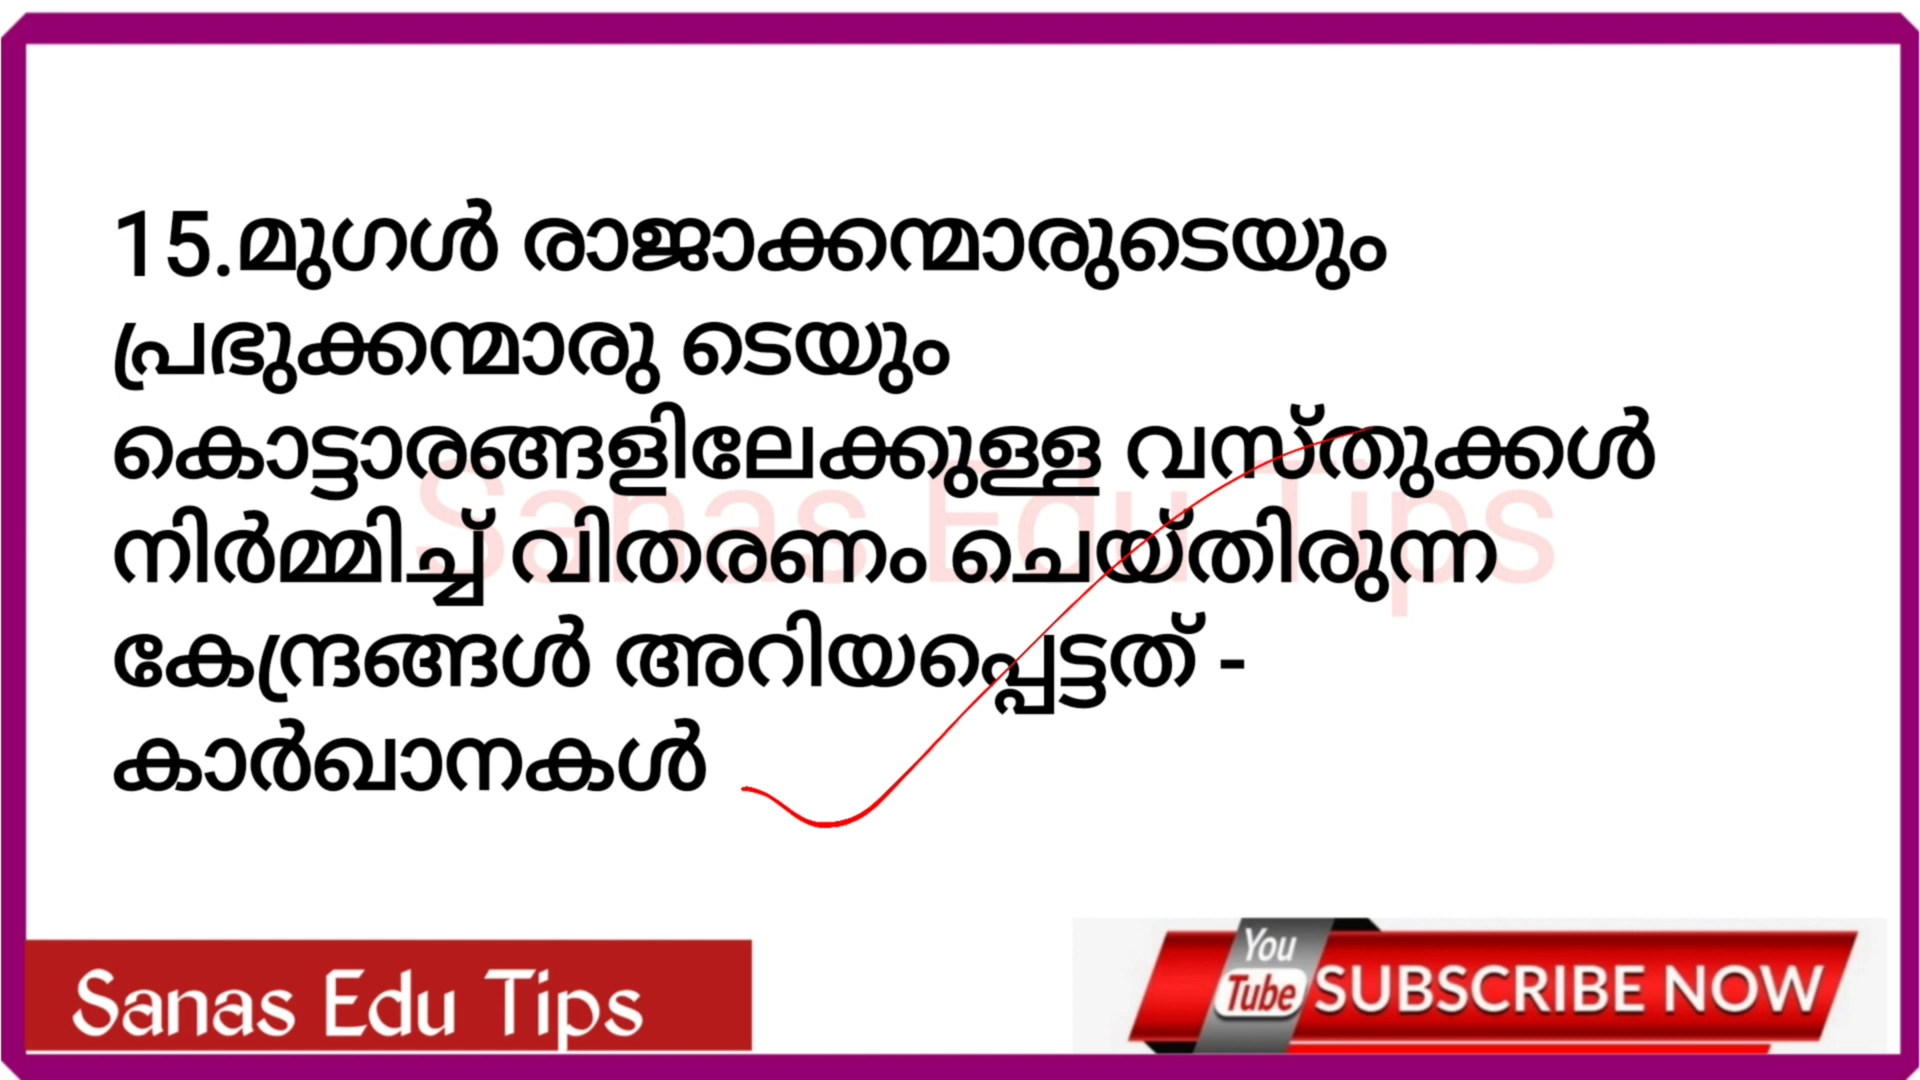 15.മുഗൾ രാജാക്കന്മാരുടെയും
പ്രഭുക്കന്മാരു ടെയും
കൊട്ടാരങ്ങളിലേക്കുള്ള വസ്തുക്കൾ
Sanas Edu Tips
നിർമ്മിച്ച് വിതരണം ചെയ്തിരുന്ന
കേന്ദ്രങ്ങൾ അറിയപ്പെട്ടത് -
കാർഖാനകൾ
Sanas Edu Tips
You
Tube SUBSCRIBE NOW